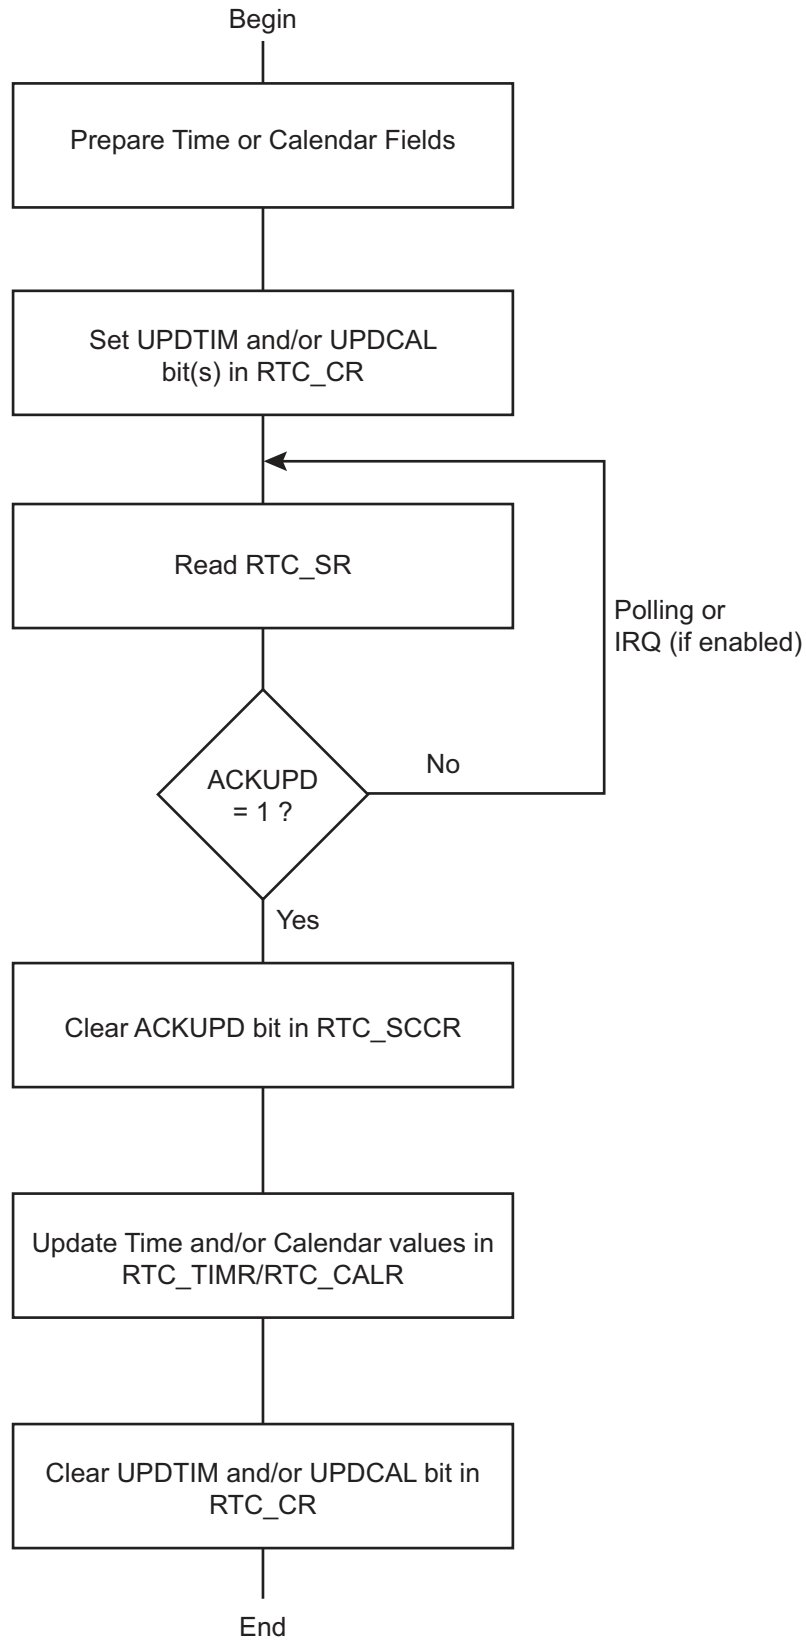 Begin
Prepare Time or Calendar Fields
Set UPDTIM and/or UPDCAL
bit(s) in RTC_CR
Read RTC_SR
Polling or
IRQ (if enabled)
ACKUPD
= 1 ?
No
Yes
Clear ACKUPD bit in RTC_SCCR
Update Time and/or Calendar values in
RTC_TIMR/RTC_CALR
Clear UPDTIM and/or UPDCAL bit in
RTC_CR
End